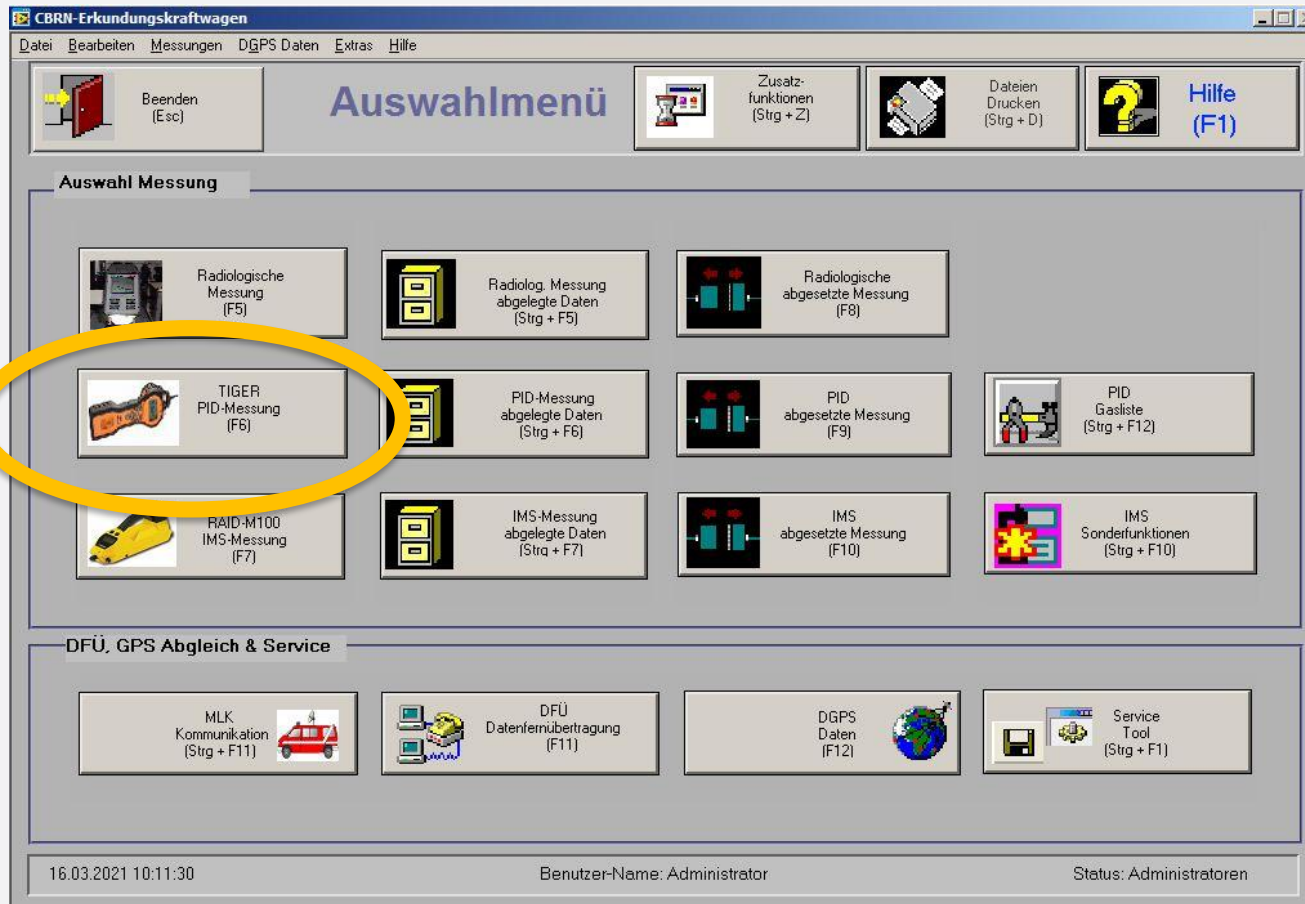 CBRN-Erkundungskraftwagen
Datei Bearbeiten Messungen DGPS Daten Extras Hilfe
Beenden
(Esc)
Auswahlmenü
Zusatz-
funktionen
(Strg + Z)
Dateien
Drucken
(Strg + D)
Hilfe
(F1)
Auswahl Messung
Radiologische
Messung
(F5)
Radiolog. Messung
abgelegte Daten
(Strg + F5)
Radiologische
abgesetzte Messung
(F8)
TIGER
PID-Messung
(F6)
PID-Messung
abgelegte Daten
(Strg + F6)
PID
abgesetzte Messung
(F9)
PID
Gasliste
(Strg + F12)
RAID-M100
IMS-Messung
(F7)
IMS-Messung
abgelegte Daten
(Strg + F7)
IMS
abgesetzte Messung
(F10)
IMS
Sonderfunktionen
(Strg + F10)
DFÜ, GPS Abgleich & Service
MLK
Kommunikation
(Strg + F11)
DFÜ
Datenfernübertragung
(F11)
DGPS
Daten
(F12)
Service
Tool
(Strg + F1)
16.03.2021 10:11:30
Benutzer-Name: Administrator
Status: Administratoren